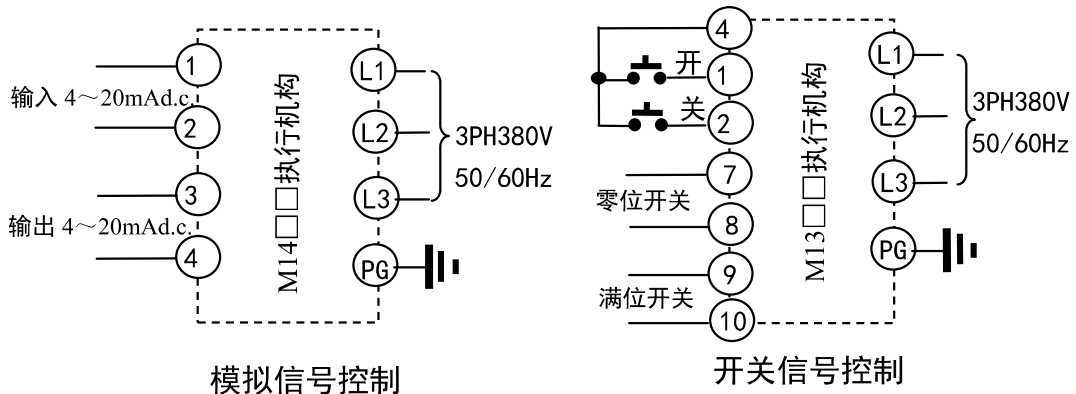 1
输入 4～20mAd.c.
2
3
输出 4～20mAd.c.
4
M14□□执行机构
L1
L2
L3
PG
3PH380V
50/60Hz
模拟信号控制
4
开
1
关
2
7
零位开关
8
9
满位开关
10
M13□□执行机构
L1
L2
L3
PG
3PH380V
50/60Hz
开关信号控制